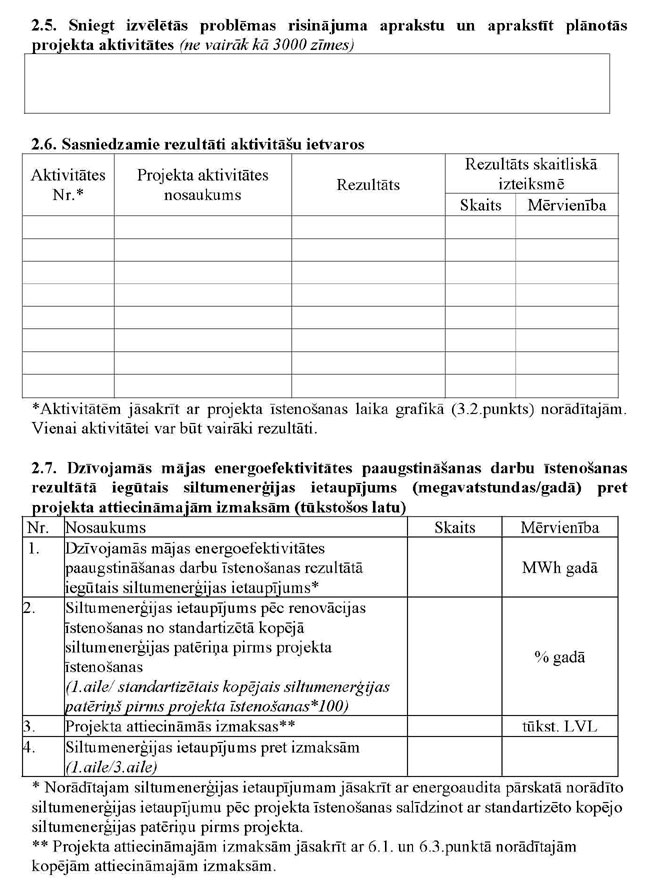 2.5. Sniegt izvēlētās problēmas risinājuma aprakstu un aprakstīt plānotās
projekta aktivitātes (ne vairāk kā 3000 zīmes)
2.6. Sasniedzamie rezultāti aktivitāšu ietvaros
Aktivitātes
Nr.*
Projekta aktivitātes
nosaukums
Rezultāts
Rezultāts skaitliskā
izteiksmē
Skaits
Mērvienība
*Aktivitātēm jāsakrīt ar projekta īstenošanas laika grafikā (3.2.punkts) norādītajām.
Vienai aktivitātei var būt vairāki rezultāti.
2.7. Dzīvojamās mājas energoefektivitātes paaugstināšanas darbu īstenošanas
rezultātā iegūtais siltumenerģijas ietaupījums (megavatstundas/gadā) pret
projekta attiecināmajām izmaksām (tūkstošos latu)
Nr.
Nosaukums
Skaits
Mērvienība
1.
Dzīvojamās mājas energoefektivitātes
paaugstināšanas darbu īstenošanas rezultātā
iegūtais siltumenerģijas ietaupījums*
MWh gadā
2.
Siltumenerģijas ietaupījums pēc renovācijas
īstenošanas no standartizētā kopējā
siltumenerģijas patēriņa pirms projekta
īstenošanas
(1.aile/ standartizētais kopējais siltumenerģijas
patēriņš pirms projekta īstenošanas*100)
% gadā
3.
Projekta attiecināmās izmaksas**
tūkst. LVL
4.
Siltumenerģijas ietaupījums pret izmaksām
(1.aile/3.aile)
* Norādītajam siltumenerģijas ietaupījumam jāsakrīt ar energoaudita pārskatā norādīto
siltumenerģijas ietaupījumu pēc projekta īstenošanas salīdzinot ar standartizēto kopējo
siltumenerģijas patēriņu pirms projekta.
** Projekta attiecināmajām izmaksām jāsakrīt ar 6.1. un 6.3.punktā norādītajām
kopējām attiecināmajām izmaksām.